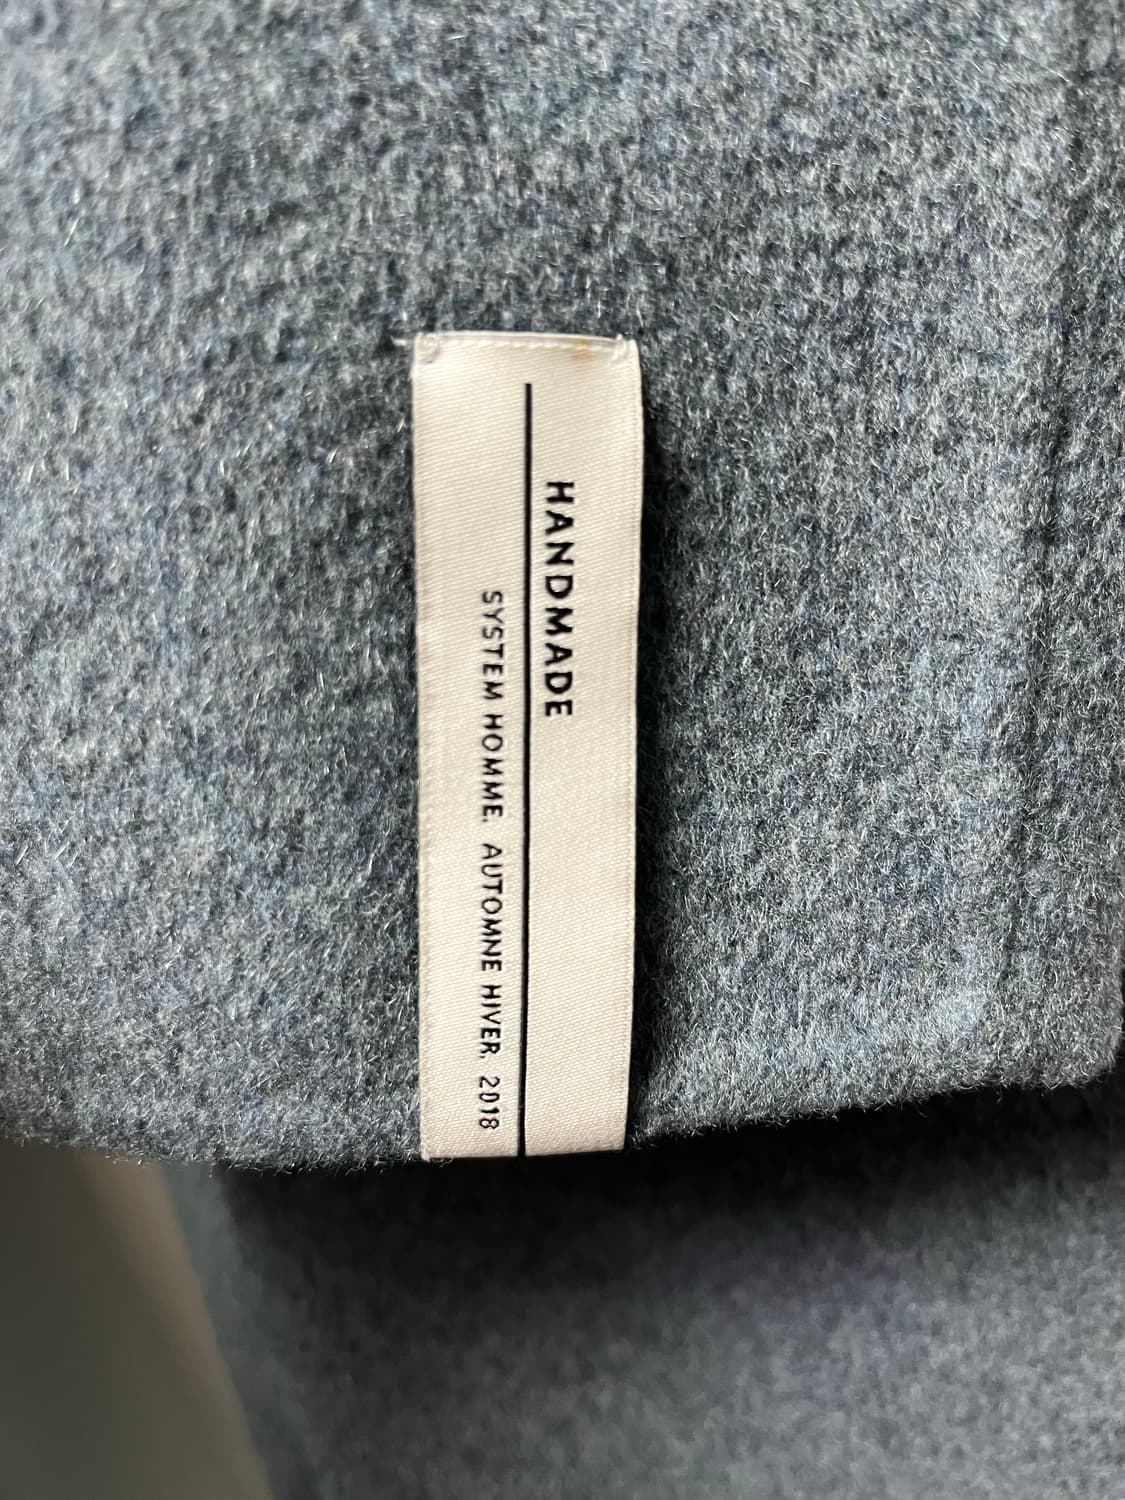 HANDMADE
SYSTEM HOMME. AUTOMNE HIVER. 2018